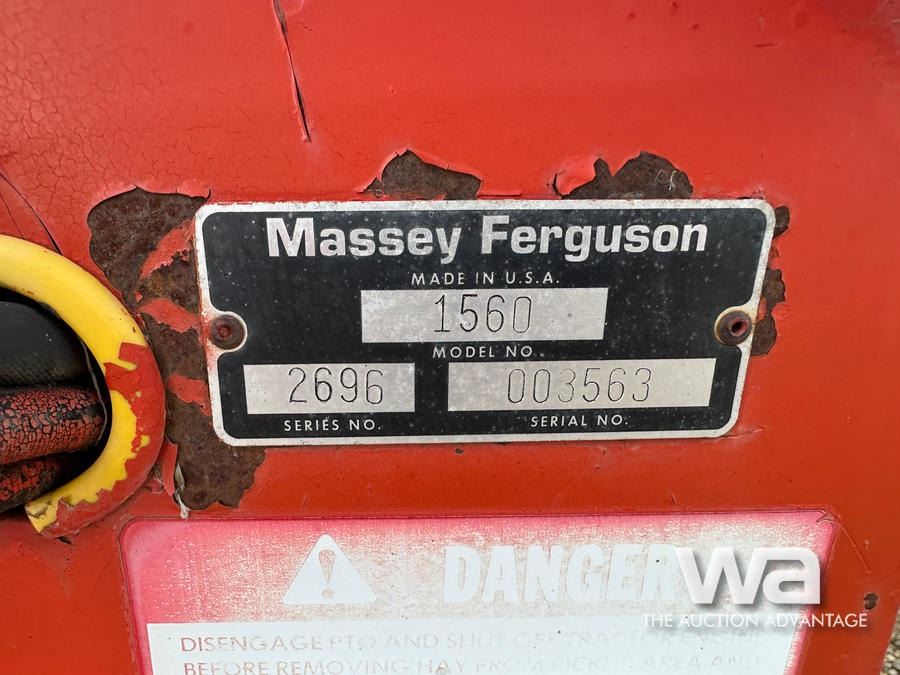 Massey Ferguson
MADE IN U.S.A.
1560
MODEL NO.
2696 003563
SERIES NO. SERIAL NO.
DANGER
wa
THE AUCTION ADVANTAGE
DISENGAGE PTO AND SHUT OFF TRACTOR ENGINE
BEFORE REMOVING HAY FROM PICKUP AREA AND